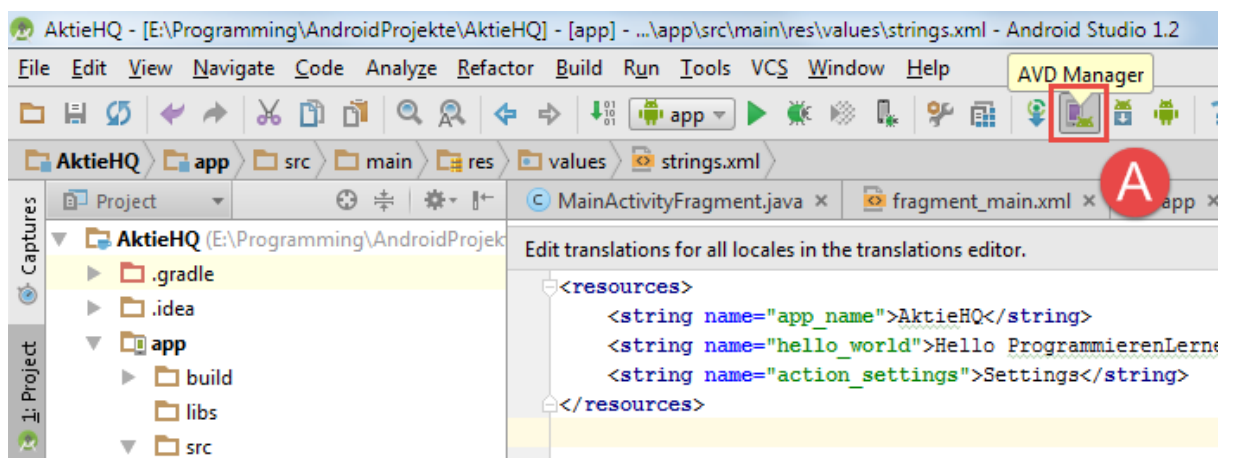 AktieHQ - [E:\Programming\AndroidProjekte\AktieHQ] - [app] - ...\app\src\main\res\values\strings.xml - Android Studio 1.2
File Edit View Navigate Code Analyze Refactor Build Run Tools VCS Window Help
AVD Manager
app
AktieHQ app src main res values strings.xml
A
Captures
1: Project
Project
MainActivityFragment.java fragment_main.xml app
AktieHQ (E:\Programming\AndroidProjek
.gradle
.idea
app
build
libs
src
Edit translations for all locales in the translations editor.
<resources>
<string name="app_name">AktieHQ</string>
<string name="hello_world">Hello ProgrammierenLerne
<string name="action_settings">Settings</string>
</resources>